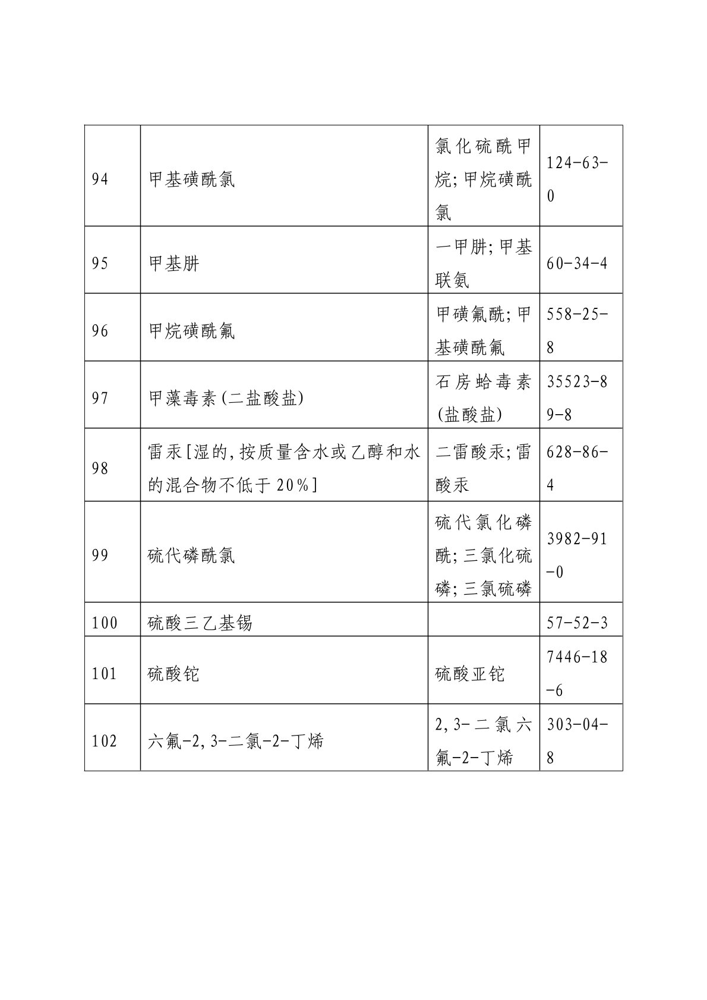 94
甲基磺酰氯
氯化硫酰甲
烷;甲烷磺酰
氯
124-63-
0
95
甲基肼
一甲肼;甲基
联氨
60-34-4
96
甲烷磺酰氟
甲磺氟酰;甲
基磺酰氟
558-25-
8
97
甲藻毒素(二盐酸盐)
石房蛤毒素
(盐酸盐)
35523-8
9-8
98
雷汞[湿的,按质量含水或乙醇和水
的混合物不低于20%]
二雷酸汞;雷
酸汞
628-86-
4
99
硫代磷酰氯
硫代氯化磷
酰;三氯化硫
磷;三氯硫磷
3982-91
-0
100
硫酸三乙基锡
57-52-3
101
硫酸铊
硫酸亚铊
7446-18
-6
102
六氟-2,3-二氯-2-丁烯
2,3-二氯六
氟-2-丁烯
303-04-
8